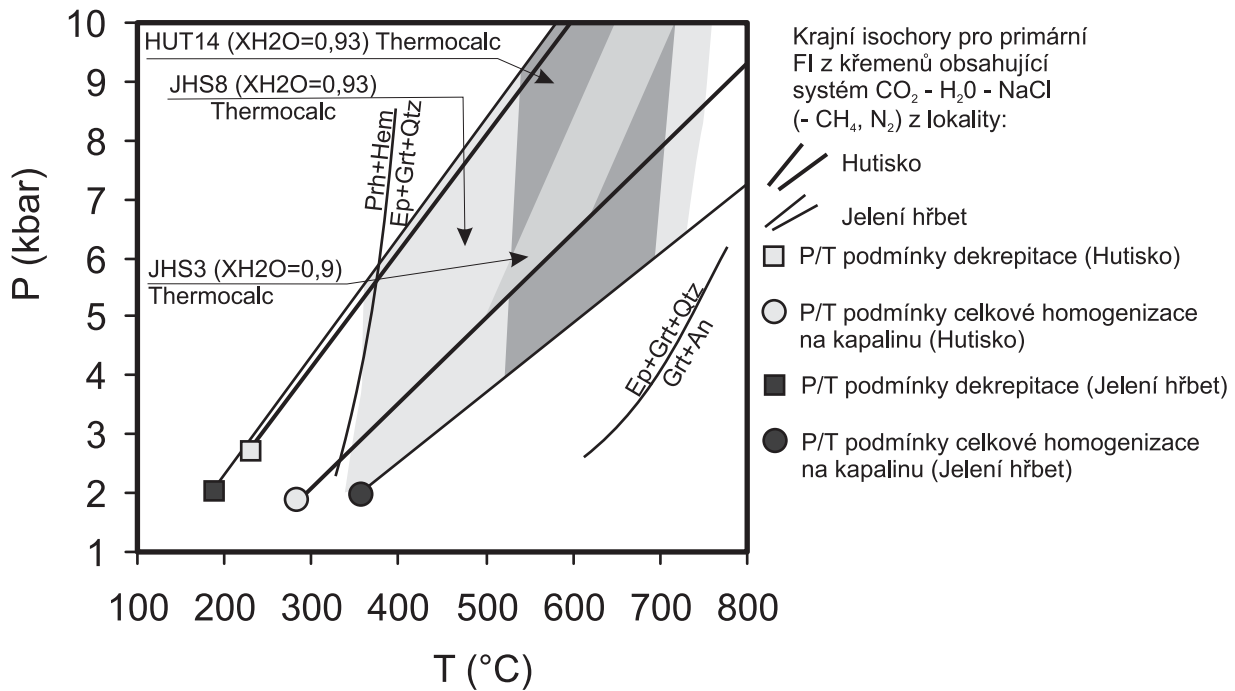 10
9
8
7
6
5
4
3
2
1
P (kbar)
HUT14 (XH2O=0,93) Thermocalc
JHS8 (XH2O=0,93)
Thermocalc
JHS3 (XH2O=0,9)
Thermocalc
Prh+Hem
Ep+Grt+Qtz
Ep+Grt+Qtz
Grt+An
100 200 300 400 500 600 700 800
T (°C)
Krajní isochory pro primární
FI z křemenů obsahující
systém CO₂ - H₂0 - NaCl
(- CH₄, N₂) z lokality:
Hutisko
Jelení hřbet
P/T podmínky dekrepitace (Hutisko)
P/T podmínky celkové homogenizace
na kapalinu (Hutisko)
P/T podmínky dekrepitace (Jelení hřbet)
P/T podmínky celkové homogenizace
na kapalinu (Jelení hřbet)